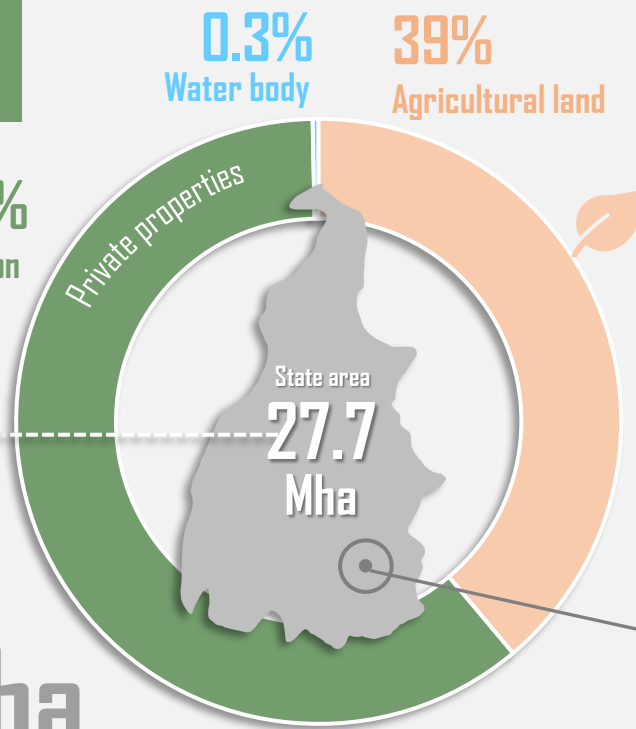 0.3%
Water body
39%
Agricultural land
%
Private properties
State area
27.7
Mha